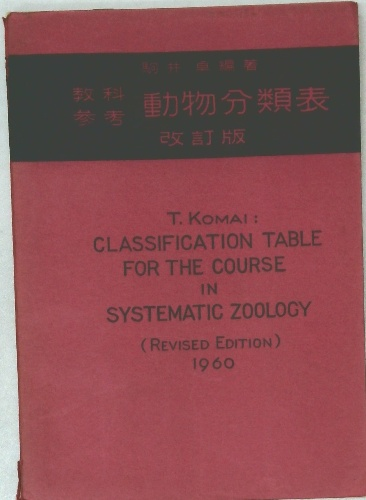 駒井卓 編著
教科
参考
動物分類表
改訂版
T. KOMAI:
CLASSIFICATION TABLE
FOR THE COURSE
IN
SYSTEMATIC ZOOLOGY
(REVISED EDITION)
1960